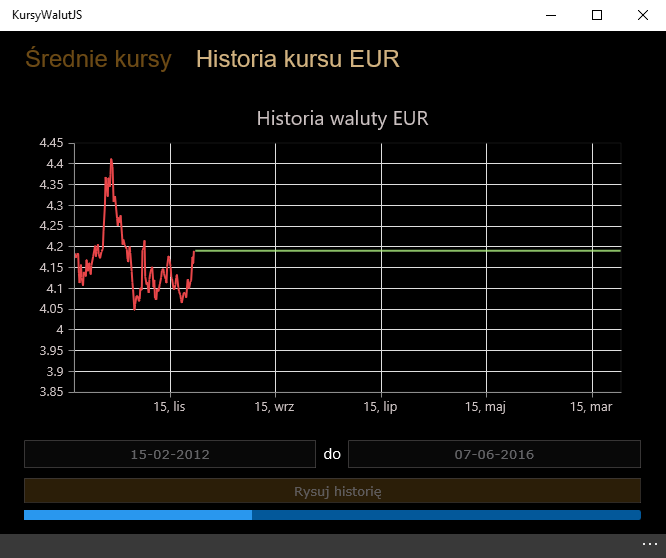 KursyWalutJS
Średnie kursy Historia kursu EUR
Historia waluty EUR
4.45
4.4
4.35
4.3
4.25
4.2
4.15
4.1
4.05
4
3.95
3.9
3.85
15, lis 15, wrz 15, lip 15, maj 15, mar
15-02-2012 do 07-06-2016
Rysuj historię